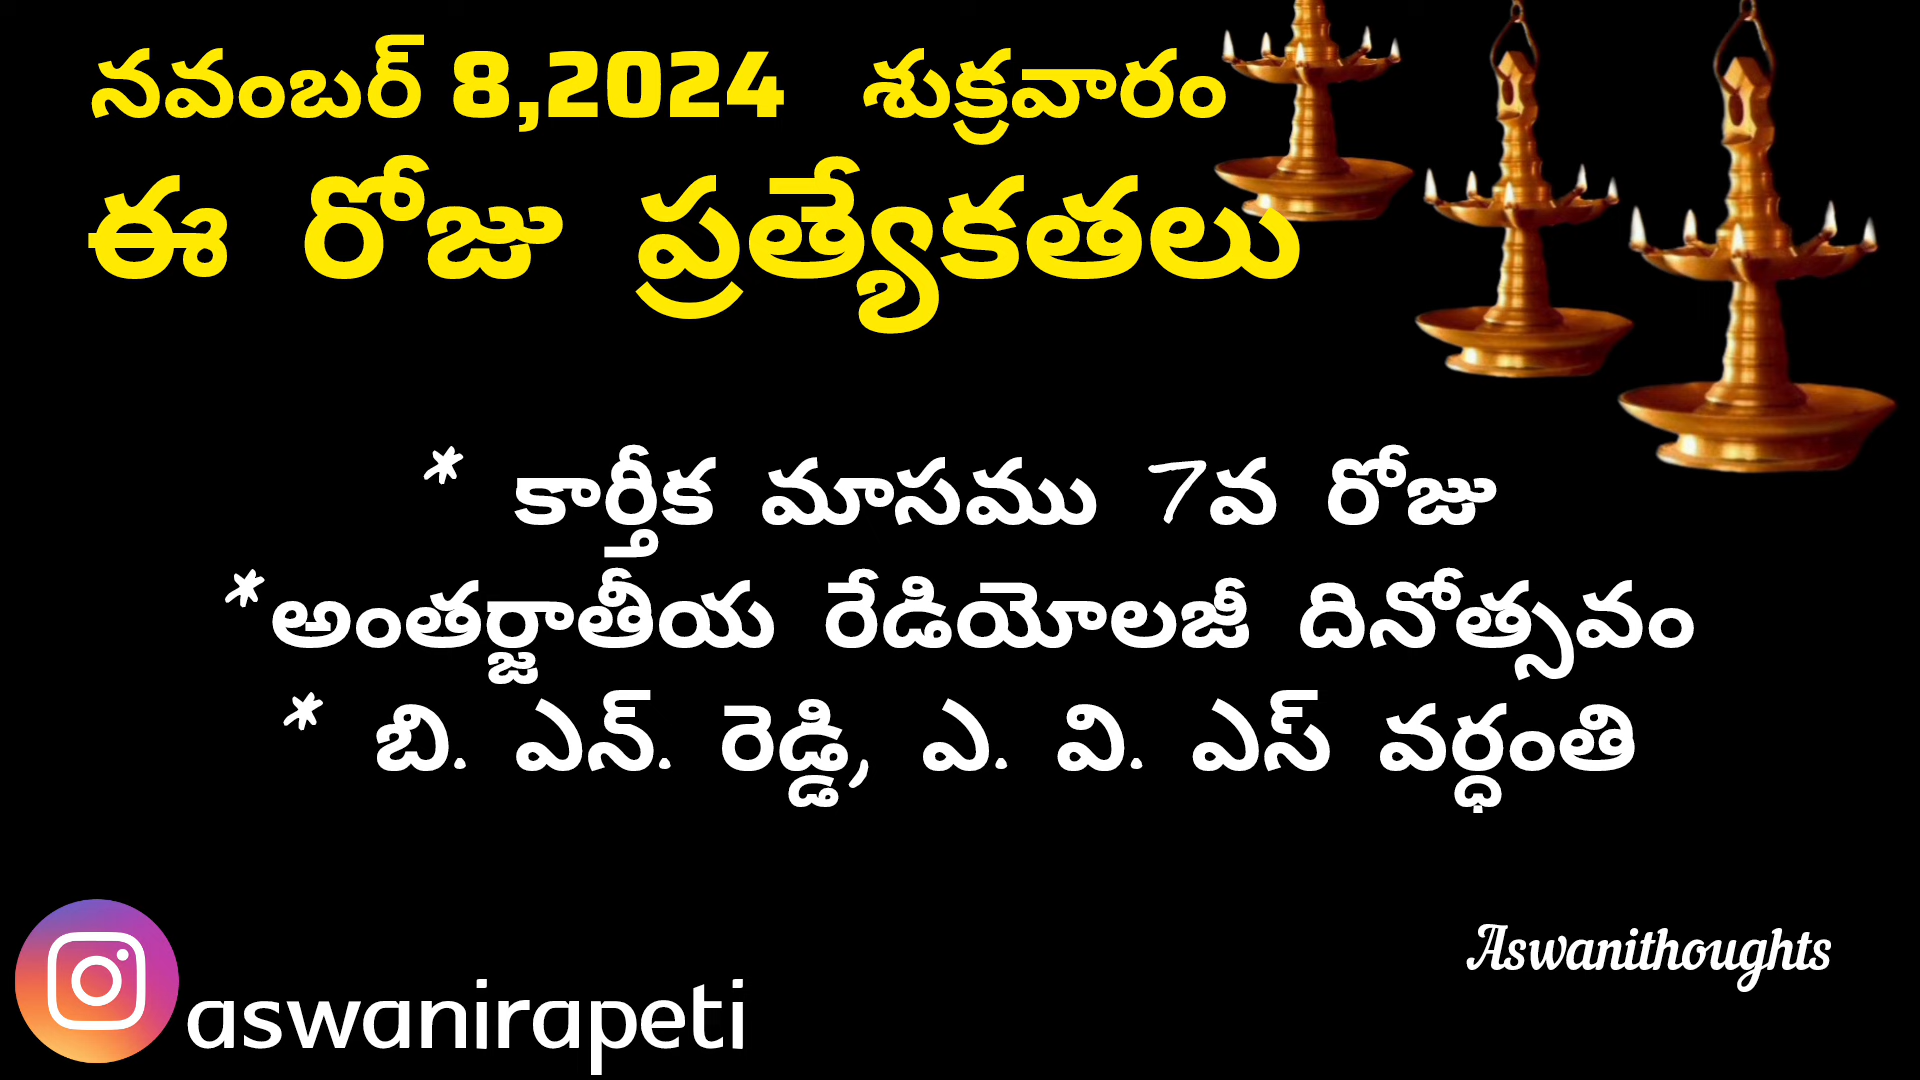 నవంబర్ 8,2024 శుక్రవారం
ఈ రోజు ప్రత్యేకతలు
* కార్తీక మాసము 7వ రోజు
*అంతర్జాతీయ రేడియోలజీ దినోత్సవం
* బి. ఎన్. రెడ్డి, ఎ. వి. ఎస్ వర్ధంతి
Aswanithoughts
aswanirapeti